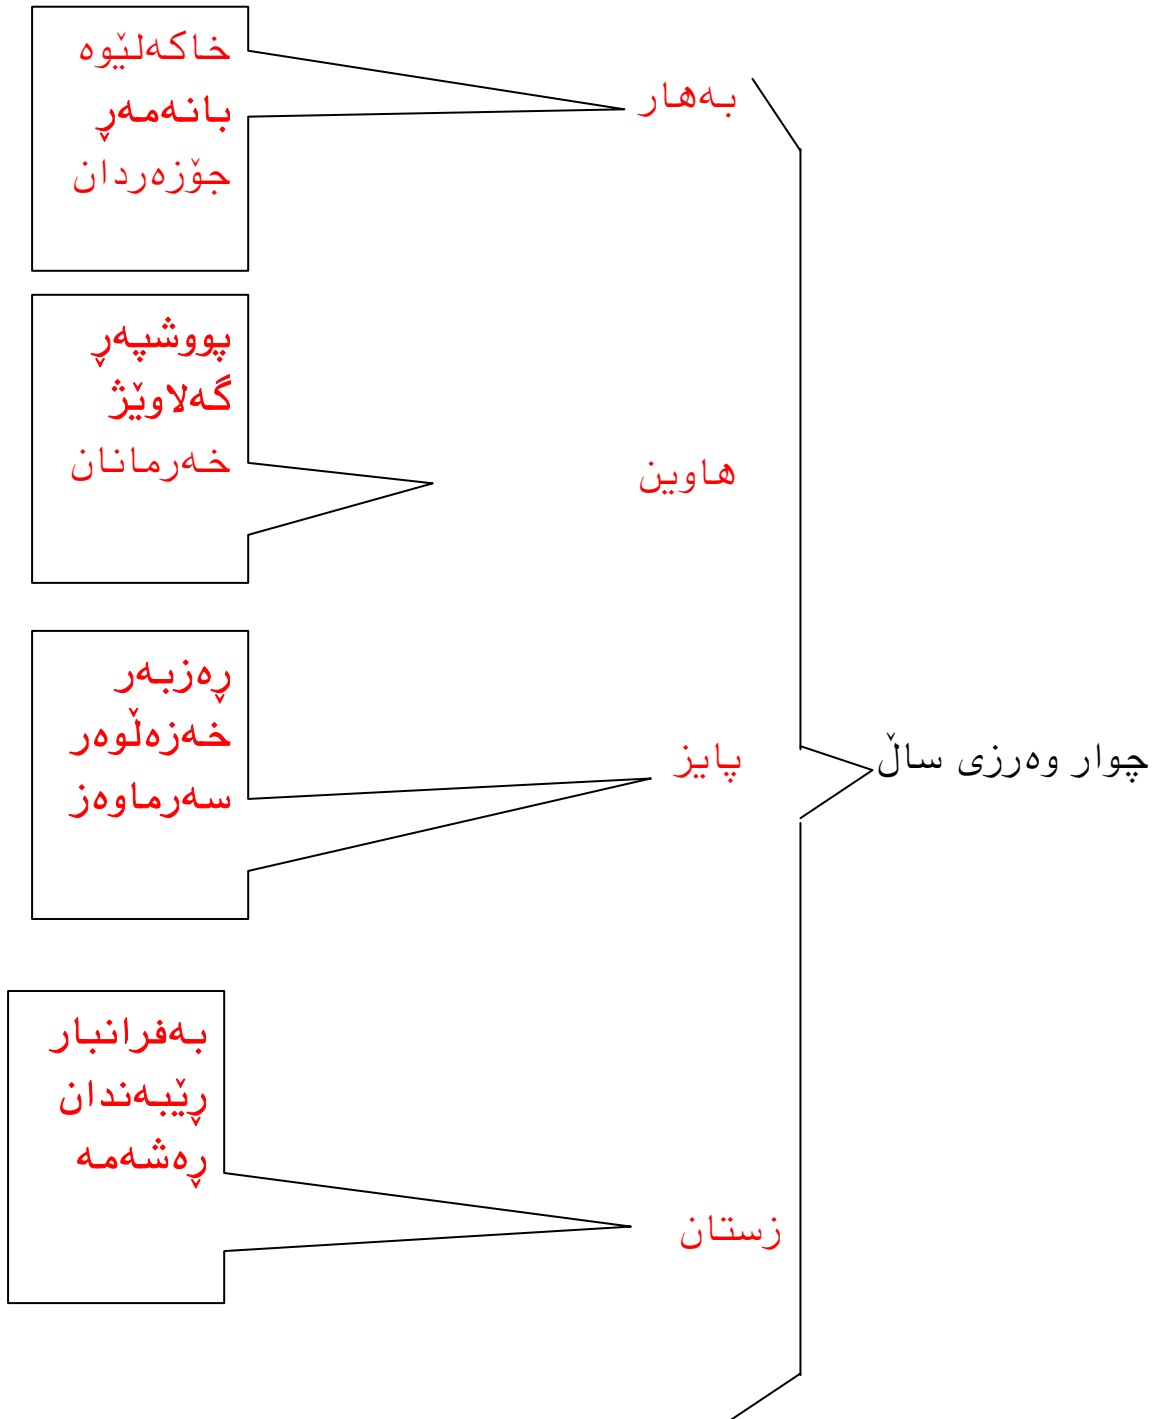 چوار وەرزی ساڵ
بەهار
خاکەلێوە
بانەمەڕ
جۆزەردان
هاوین
پووشپەڕ
گەلاوێژ
خەرمانان
پایز
ڕەزبەر
خەزەڵوەر
سەرماوەز
زستان
بەفرانبار
ڕێبەندان
ڕەشەمە